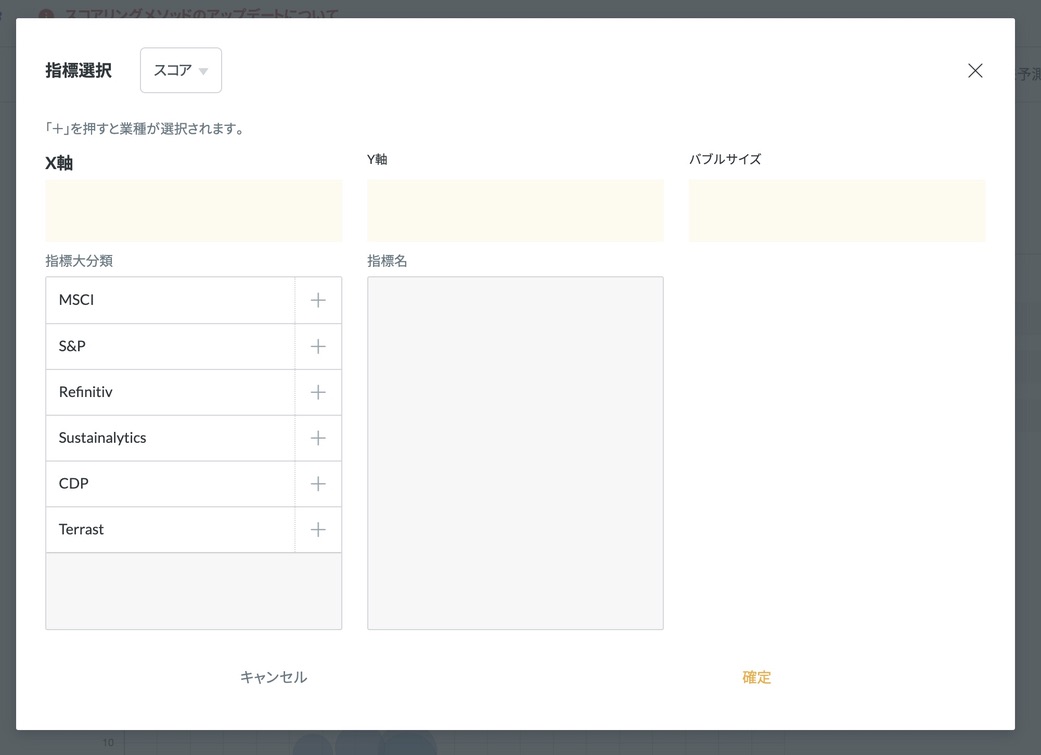 スコアリングメソッドのアップデートについて
予測
指標選択
スコア
「＋」を押すと業種が選択されます。
X軸
Y軸
バブルサイズ
指標大分類
指標名
MSCI
S&P
Refinitiv
Sustainalytics
CDP
Terrast
キャンセル
確定
10